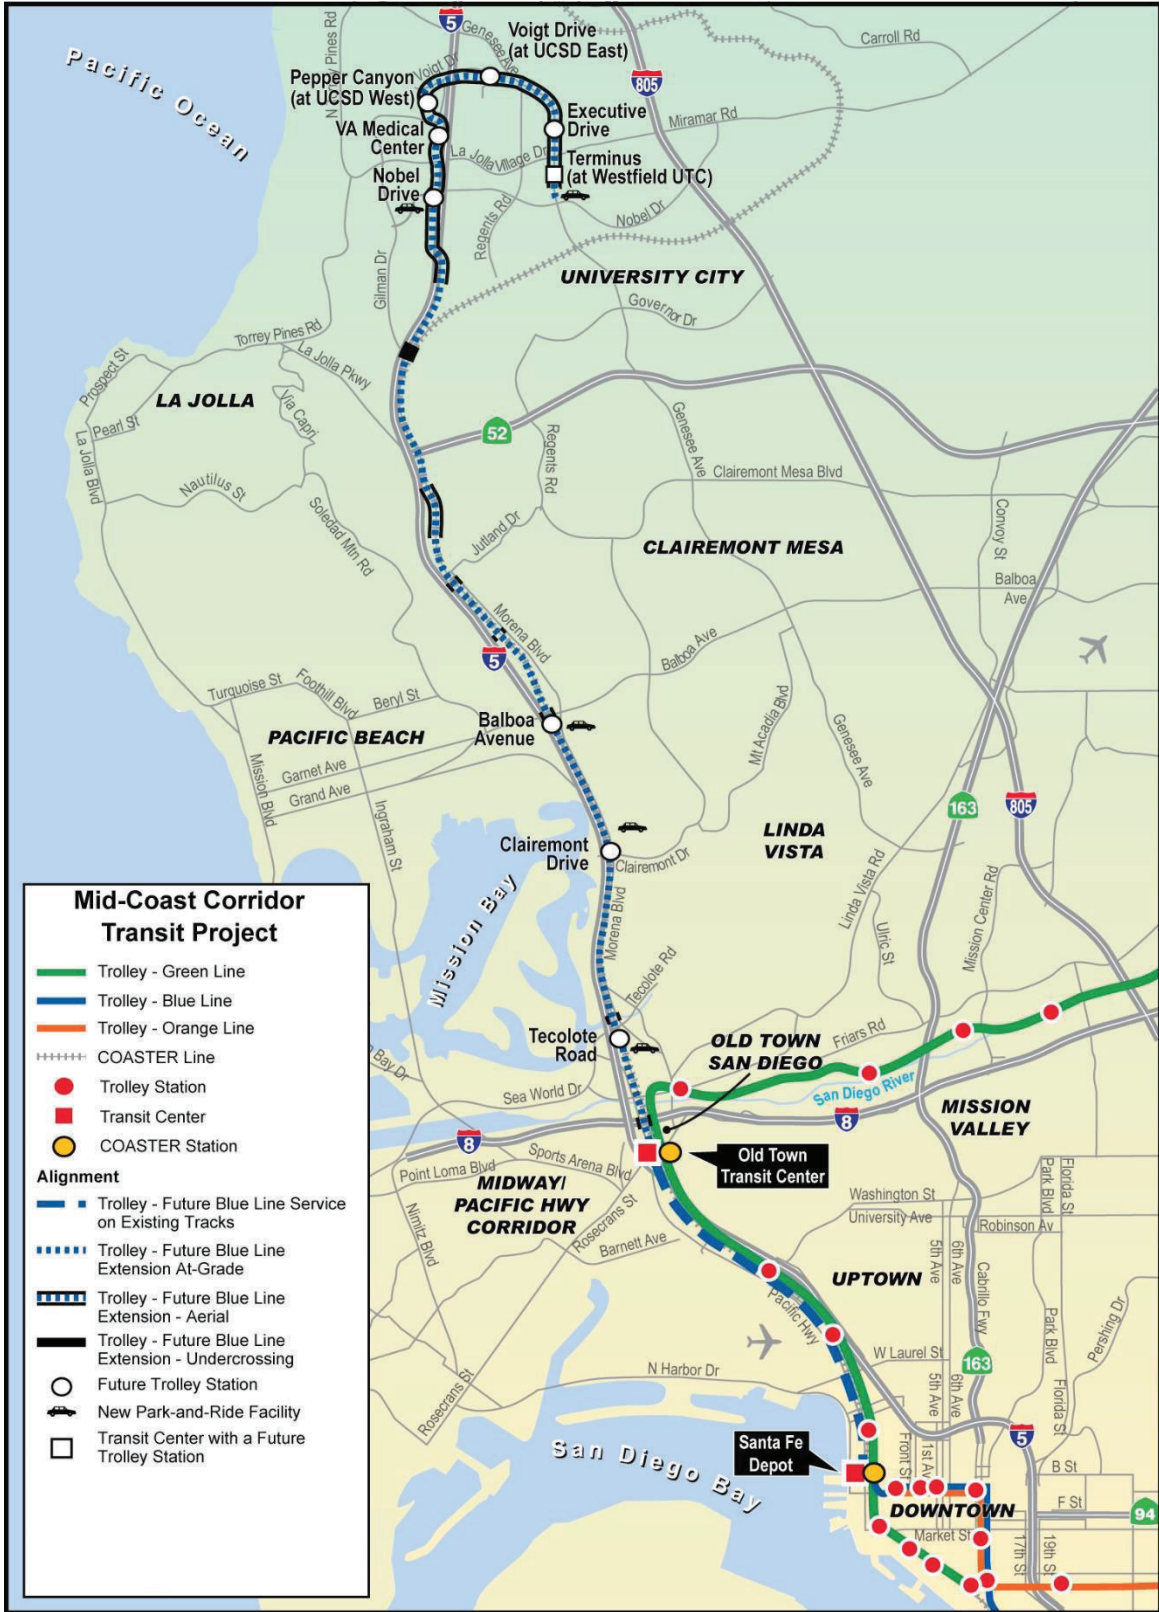 5
Genesee Ave
Voigt Drive
(at UCSD East)
Carroll Rd
805
Pacific Ocean
Voigt Dr
Pepper Canyon
(at UCSD West)
VA Medical
Center
Executive
Drive
Miramar Rd
La Jolla Village Dr
Terminus
(at Westfield UTC)
Nobel
Drive
Regents Rd
Nobel Dr
Gilman Dr
UNIVERSITY CITY
Governor Dr
Torrey Pines Rd
La Jolla Pkwy
Prospect St
LA JOLLA
Via Capri
Pearl St
La Jolla Blvd
Nautilus St
Soledad Mtn Rd
52
Regents Rd
Genesee Ave
Clairemont Mesa Blvd
Convoy St
Jutland Dr
CLAIREMONT MESA
Balboa
Ave
Morena Blvd
5
Balboa Ave
Turquoise St
Foothill Blvd
Beryl St
Mt Acadia Blvd
Genesee Ave
PACIFIC BEACH
Balboa
Avenue
Garnet Ave
Grand Ave
Mission Blvd
Ingraham St
163
805
LINDA
VISTA
Clairemont
Drive
Clairemont Dr
Linda Vista Rd
Ulric St
Mission Center Rd
Mission Bay
Morena Blvd
Tecolote Rd
Tecolote
Road
OLD TOWN
SAN DIEGO
Friars Rd
Bay Dr
Sea World Dr
San Diego River
MISSION
VALLEY
8
8
Sports Arena Blvd
Point Loma Blvd
Old Town
Transit Center
MIDWAY/
PACIFIC HWY
CORRIDOR
Rosecrans St
Nimitz Blvd
Barnett Ave
Washington St
University Ave
Park Blvd
Florida St
Robinson Av
5th Ave
6th Ave
Cabrillo Fwy
UPTOWN
Pacific Hwy
Park Blvd
Pershing Dr
W Laurel St
163
N Harbor Dr
Rosecrans St
5th Ave
6th Ave
Florida St
San Diego Bay
Santa Fe
Depot
Front St
1st Av
5
B St
DOWNTOWN
F St
94
Market St
17th St
19th St
Mid-Coast Corridor
Transit Project
Trolley - Green Line
Trolley - Blue Line
Trolley - Orange Line
COASTER Line
Trolley Station
Transit Center
COASTER Station
Alignment
Trolley - Future Blue Line Service
on Existing Tracks
Trolley - Future Blue Line
Extension At-Grade
Trolley - Future Blue Line
Extension - Aerial
Trolley - Future Blue Line
Extension - Undercrossing
Future Trolley Station
New Park-and-Ride Facility
Transit Center with a Future
Trolley Station